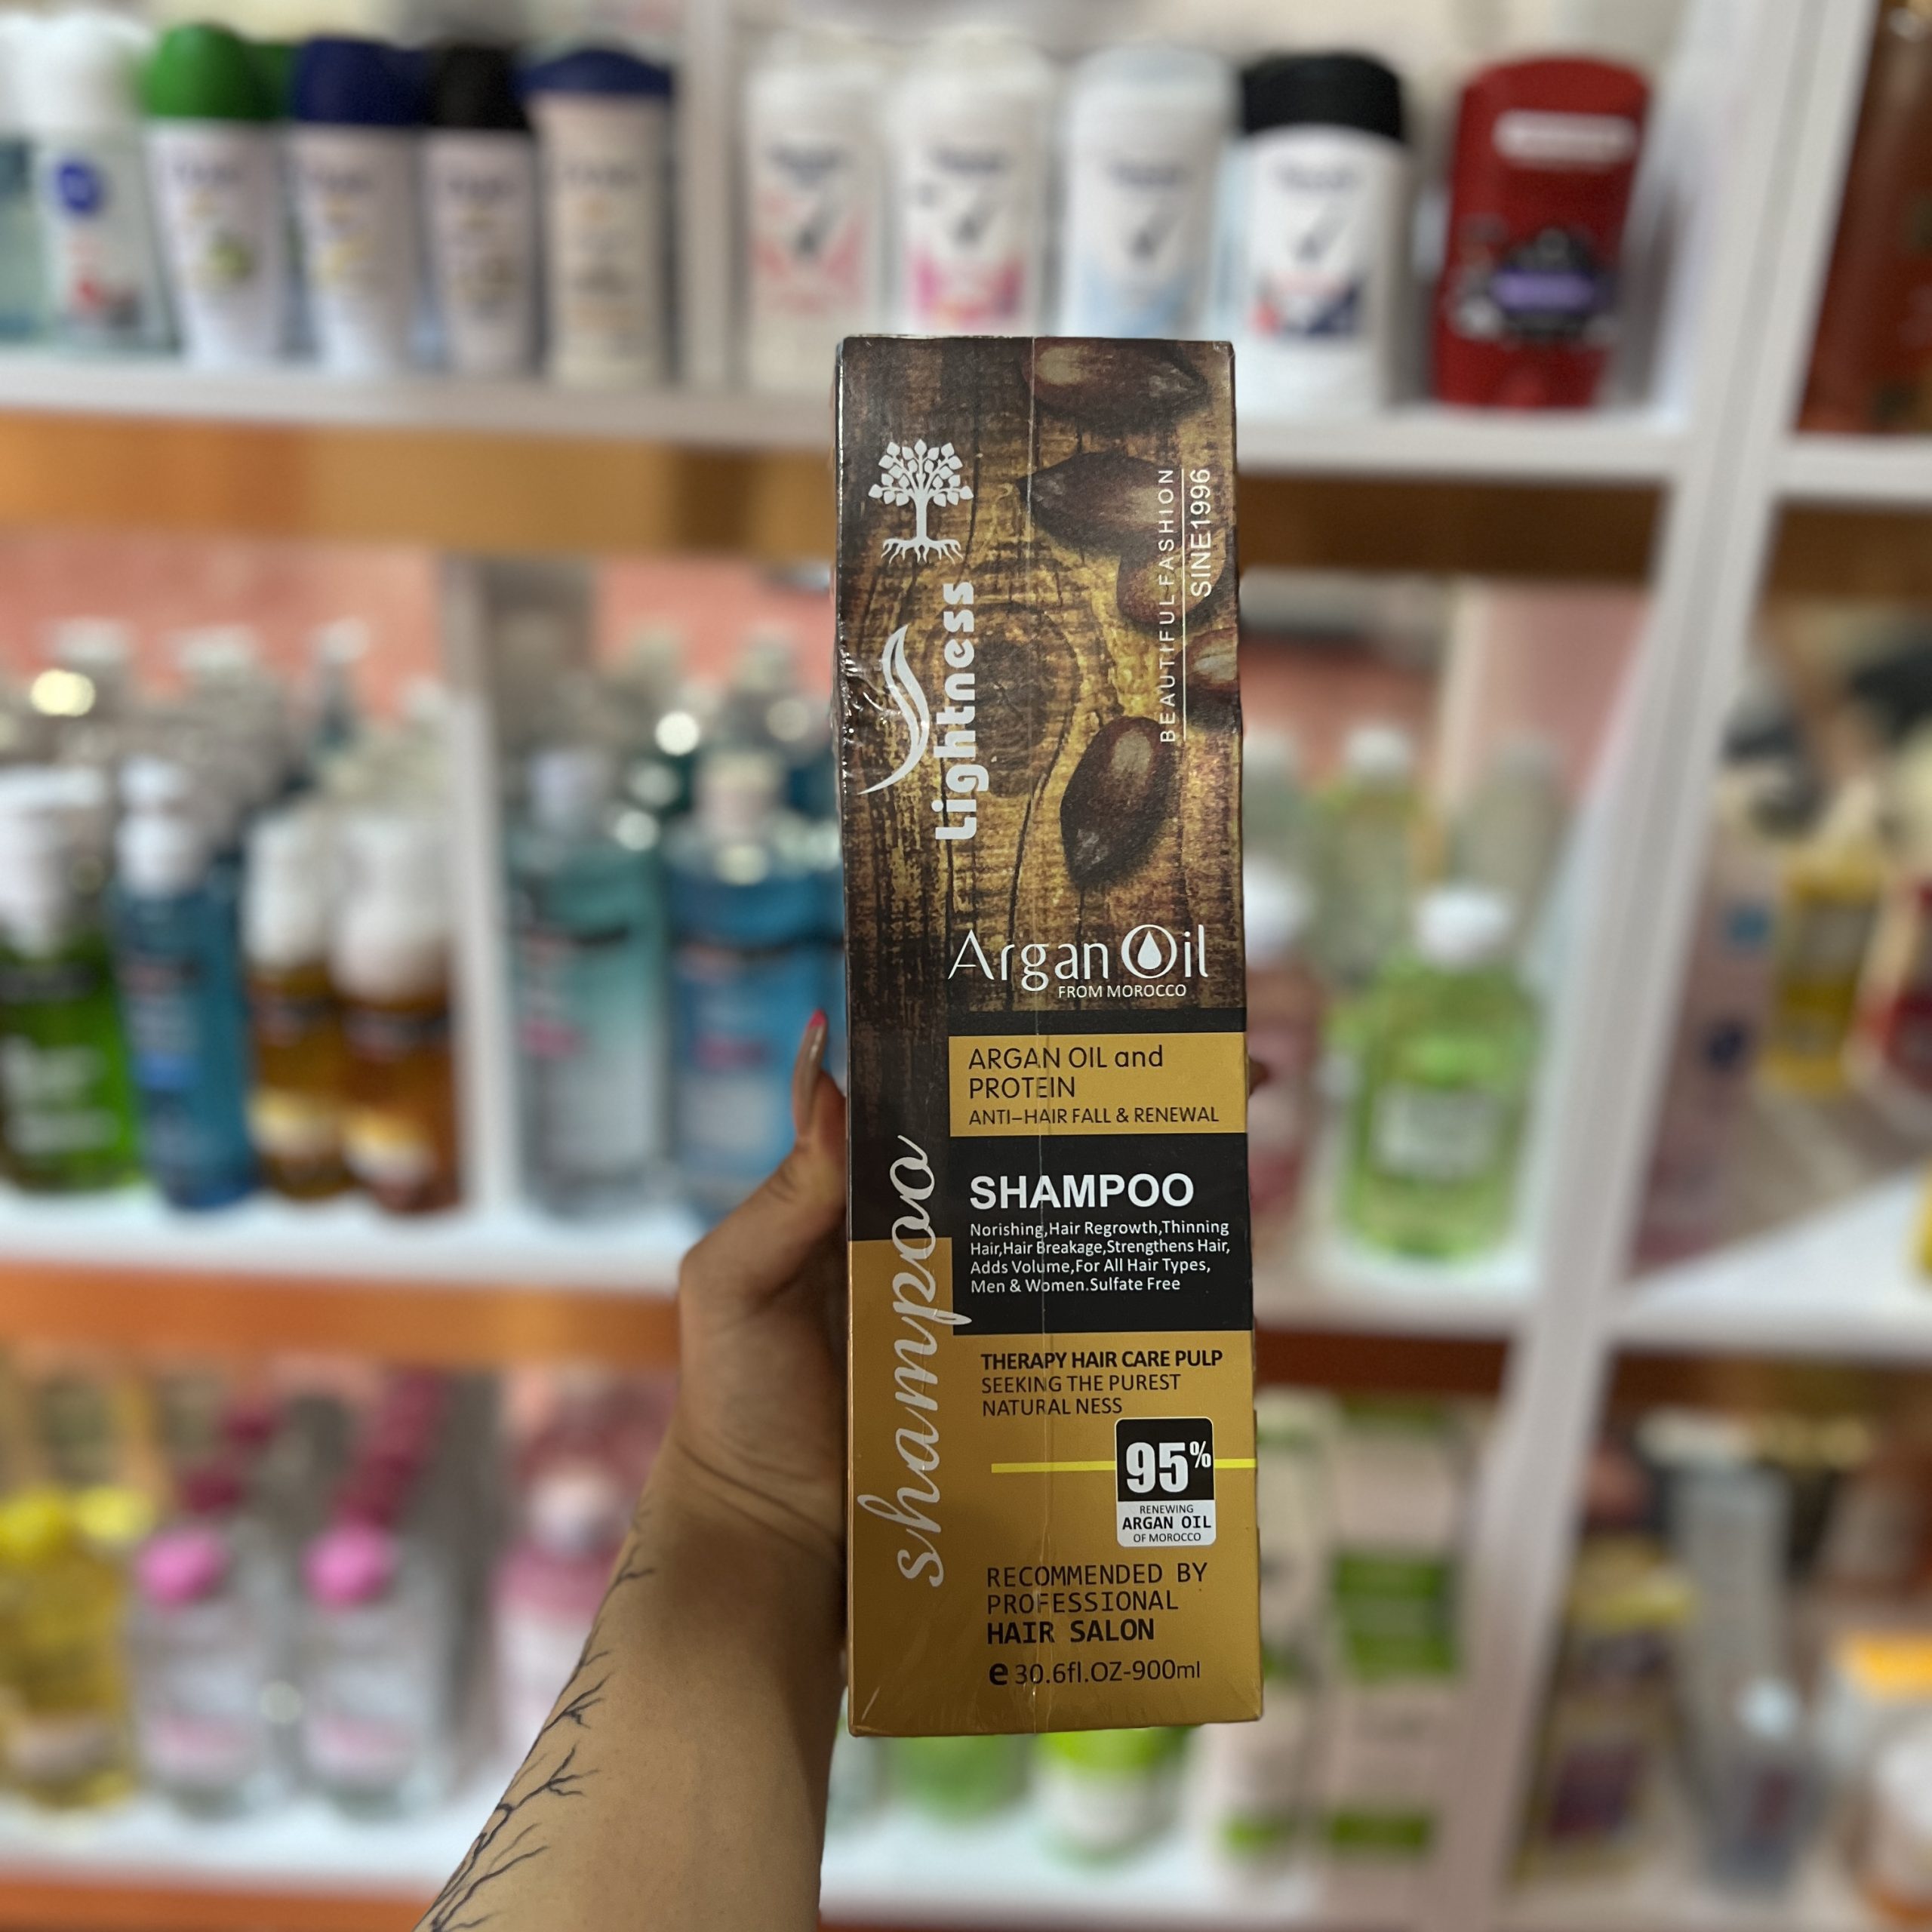 Lightness
BEAUTIFUL FASHION
SINE1996
Argan Oil
FROM MOROCCO
ARGAN OIL and
PROTEIN
ANTI-HAIR FALL & RENEWAL
shampoo
SHAMPOO
Norishing,Hair Regrowth,Thinning
Hair,Hair Breakage,Strengthens Hair,
Adds Volume,For All Hair Types,
Men & Women.Sulfate Free
THERAPY HAIR CARE PULP
SEEKING THE PUREST
NATURAL NESS
95%
RENEWING
ARGAN OIL
OF MOROCCO
RECOMMENDED BY
PROFESSIONAL
HAIR SALON
e 30.6fl.OZ-900ml